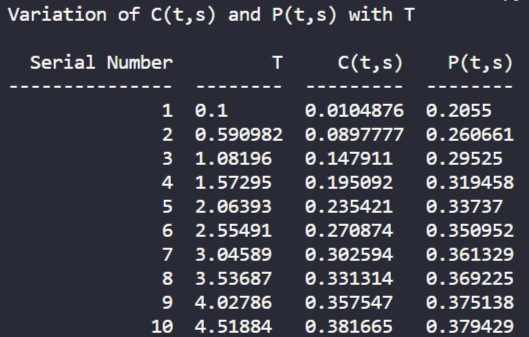 Variation of C(t,s) and P(t,s) with T
Serial Number T C(t,s) P(t,s)
--------------- -------- --------- --------
1 0.1 0.0104876 0.2055
2 0.590982 0.0897777 0.260661
3 1.08196 0.147911 0.29525
4 1.57295 0.195092 0.319458
5 2.06393 0.235421 0.33737
6 2.55491 0.270874 0.350952
7 3.04589 0.302594 0.361329
8 3.53687 0.331314 0.369225
9 4.02786 0.357547 0.375138
10 4.51884 0.381665 0.379429